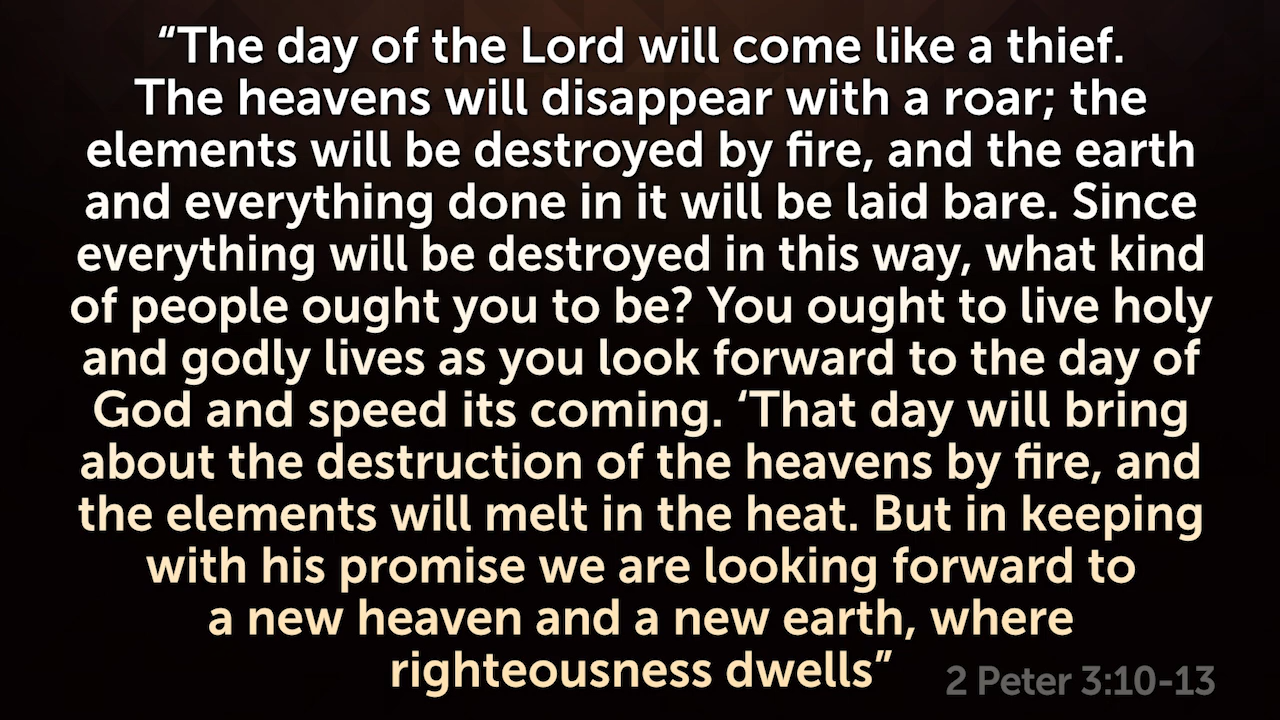 “The day of the Lord will come like a thief.
The heavens will disappear with a roar; the
elements will be destroyed by fire, and the earth
and everything done in it will be laid bare. Since
everything will be destroyed in this way, what kind
of people ought you to be? You ought to live holy
and godly lives as you look forward to the day of
God and speed its coming. ‘That day will bring
about the destruction of the heavens by fire, and
the elements will melt in the heat. But in keeping
with his promise we are looking forward to
a new heaven and a new earth, where
righteousness dwells”
2 Peter 3:10-13